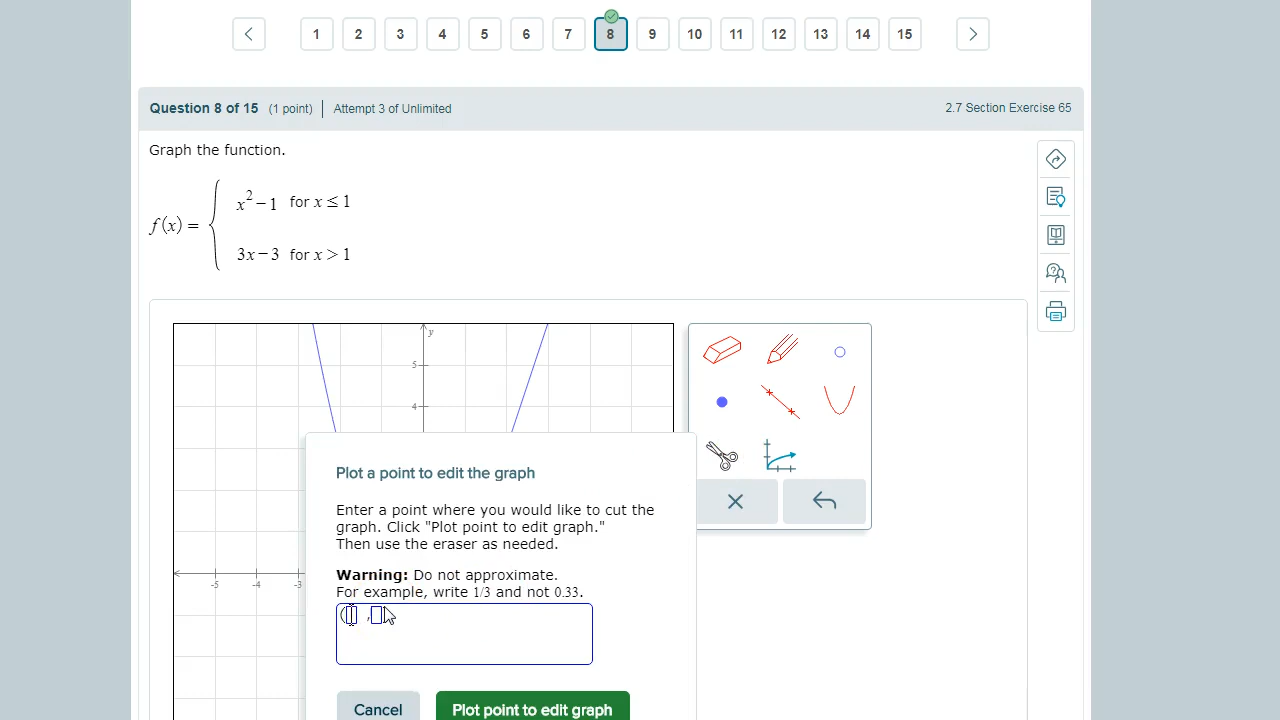 1 2 3 4 5 6 7 8 9 10 11 12 13 14 15
Question 8 of 15 (1 point) | Attempt 3 of Unlimited 2.7 Section Exercise 65
Graph the function.
x² − 1 for x ≤ 1
f(x) =
3x − 3 for x > 1
y
5
4
-5 -4 -3
Plot a point to edit the graph
Enter a point where you would like to cut the
graph. Click "Plot point to edit graph."
Then use the eraser as needed.
Warning: Do not approximate.
For example, write 1/3 and not 0.33.
( ,
Cancel Plot point to edit graph